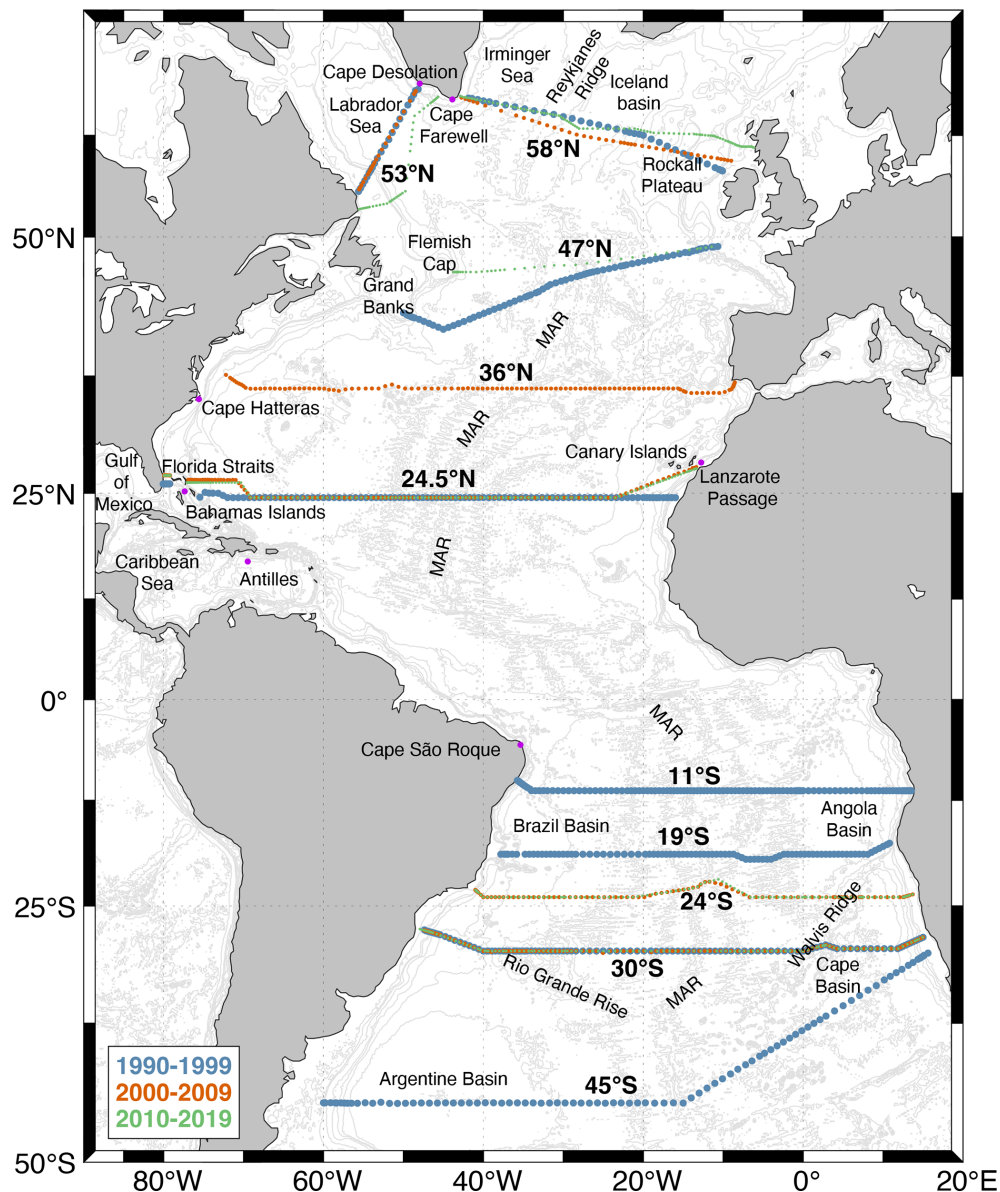 Irminger
Sea
Reykjanes
Ridge
Iceland
basin
Cape Desolation
Labrador
Sea
Cape
Farewell
53°N
58°N
Rockall
Plateau
50°N
Flemish
Cap
47°N
Grand
Banks
MAR
36°N
Cape Hatteras
MAR
Canary Islands
Gulf
of
Mexico
Florida Straits
24.5°N
Lanzarote
Passage
25°N
Bahamas Islands
MAR
Caribbean
Sea
Antilles
0°
MAR
Cape São Roque
11°S
Angola
Basin
Brazil Basin
19°S
24°S
25°S
Walvis Ridge
30°S
Rio Grande Rise
MAR
Cape
Basin
1990-1999
2000-2009
2010-2019
Argentine Basin
45°S
50°S
80°W
60°W
40°W
20°W
0°
20°E